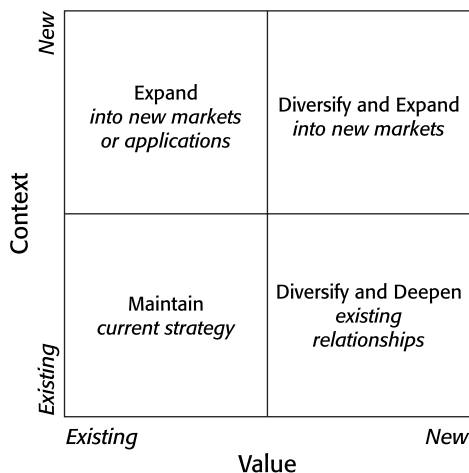 New
Expand
into new markets
or applications
Diversify and Expand
into new markets
Context
Maintain
current strategy
Diversify and Deepen
existing
relationships
Existing
Existing
New
Value